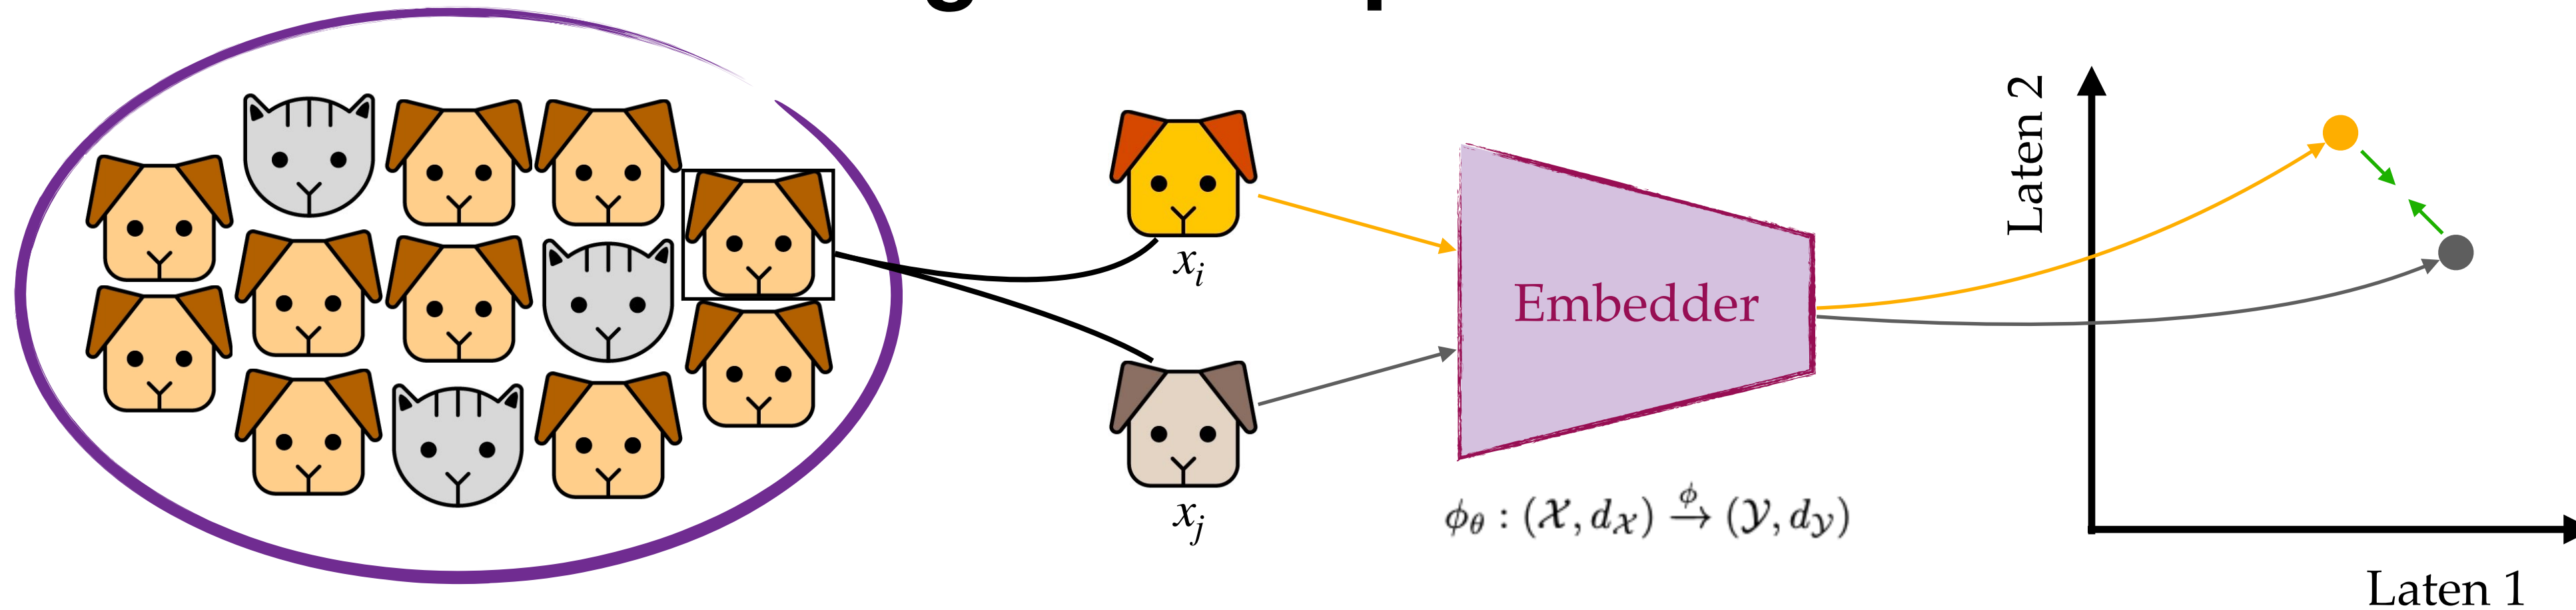 x_i
x_j
Embedder
ϕ_θ : (𝒳, d_𝒳) →^ϕ (𝒴, d_𝒴)
Laten 2
Laten 1